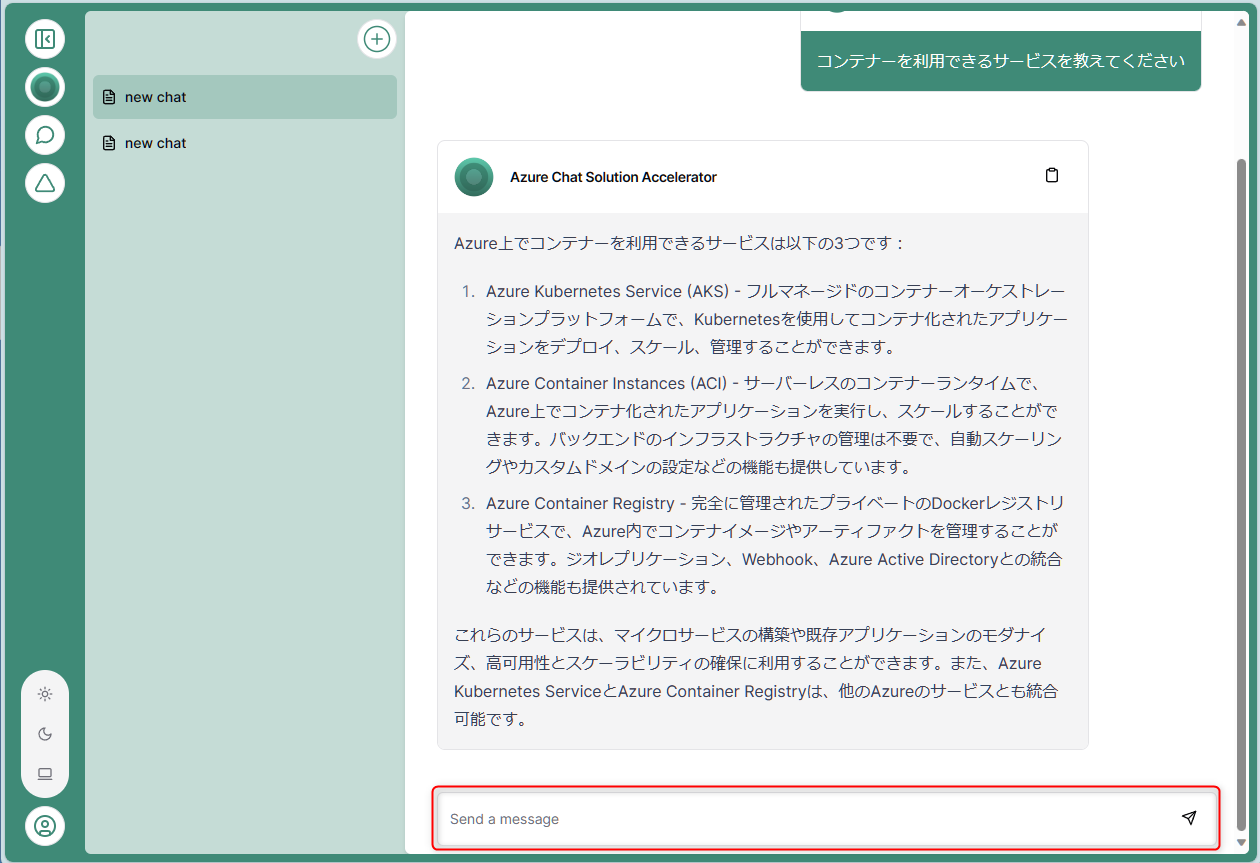 new chat
new chat
コンテナーを利用できるサービスを教えてください
Azure Chat Solution Accelerator
Azure上でコンテナーを利用できるサービスは以下の3つです：
1. Azure Kubernetes Service (AKS) - フルマネージドのコンテナーオーケストレー
ションプラットフォームで、Kubernetesを使用してコンテナ化されたアプリケー
ションをデプロイ、スケール、管理することができます。
2. Azure Container Instances (ACI) - サーバーレスのコンテナーランタイムで、
Azure上でコンテナ化されたアプリケーションを実行し、スケールすることがで
きます。バックエンドのインフラストラクチャの管理は不要で、自動スケーリン
グやカスタムドメインの設定などの機能も提供しています。
3. Azure Container Registry - 完全に管理されたプライベートのDockerレジストリ
サービスで、Azure内でコンテナイメージやアーティファクトを管理することが
できます。ジオレプリケーション、Webhook、Azure Active Directoryとの統合
などの機能も提供されています。
これらのサービスは、マイクロサービスの構築や既存アプリケーションのモダナイ
ズ、高可用性とスケーラビリティの確保に利用することができます。また、Azure
Kubernetes ServiceとAzure Container Registryは、他のAzureのサービスとも統合
可能です。
Send a message